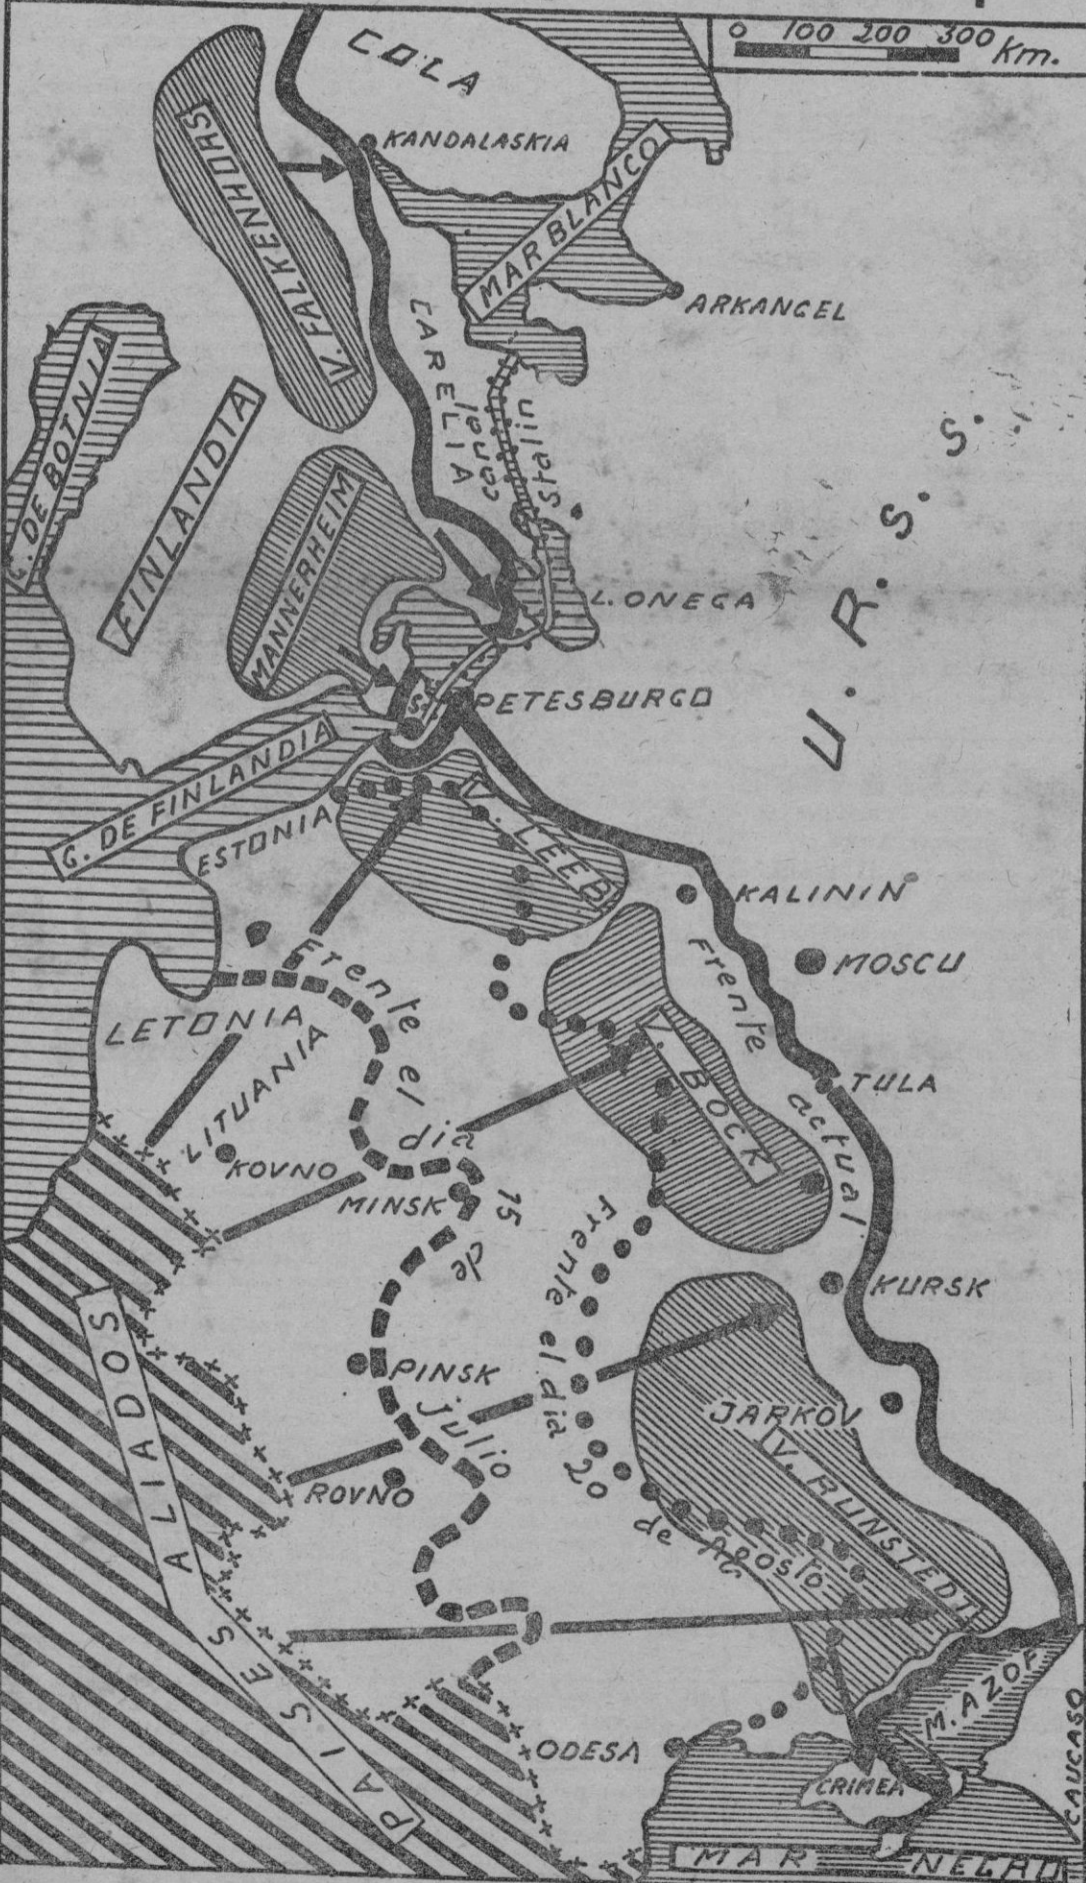 0 100 200 300 Km.
COLA
KANDALASKIA
V. FALKENHORS
MAR BLANCO
ARKANGEL
CARELIA
canal
Stalin
G. DE BOTNIA
FINLANDIA
MANNERHEIM
U. R. S. S.
L. ONEGA
S. PETESBURGO
G. DE FINLANDIA
ESTONIA
V. LEEB
KALININ
MOSCU
Frente el dia 15 de julio
LETONIA
LITUANIA
Frente actual
V. BOCK
TULA
KOVNO
MINSK
Frente el dia 20 de Agosto
KURSK
PINSK
JARKOV
V. RUNSTEDT
ROVNO
PAISES ALIADOS
ODESA
M. AZOF
CRIMEA
CAUCASO
MAR NEGRO